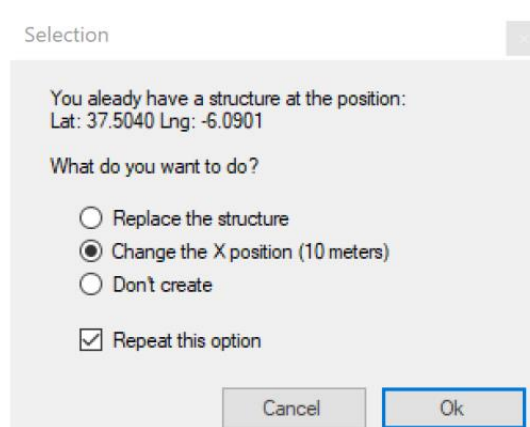 Selection
You aleady have a structure at the position:
Lat: 37.5040 Lng: -6.0901
What do you want to do?
Replace the structure
Change the X position (10 meters)
Don't create
Repeat this option
Cancel
Ok